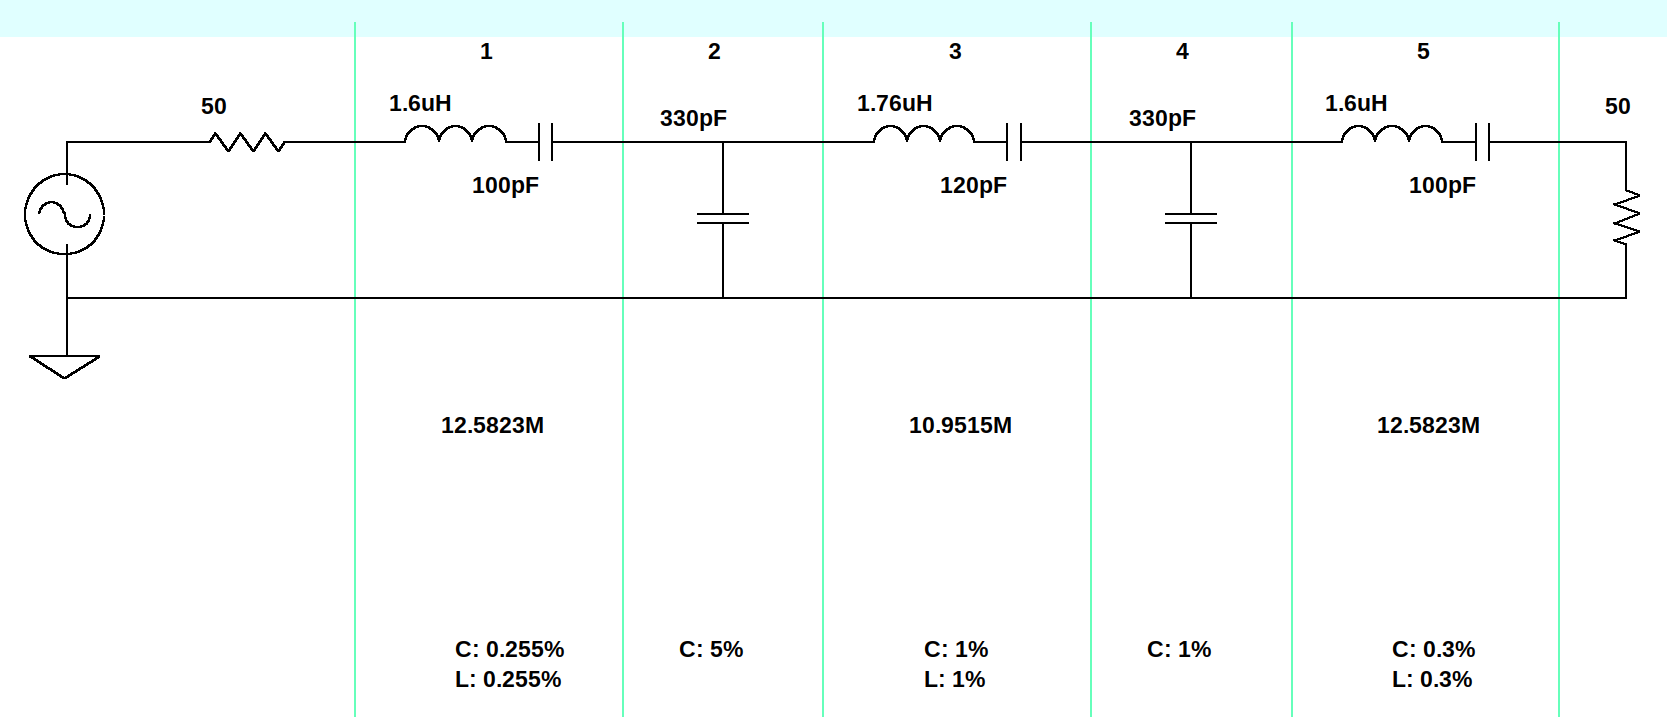 1
2
3
4
5
50
1.6uH
330pF
1.76uH
330pF
1.6uH
50
100pF
120pF
100pF
12.5823M
10.9515M
12.5823M
C: 0.255%
L: 0.255%
C: 5%
C: 1%
L: 1%
C: 1%
C: 0.3%
L: 0.3%